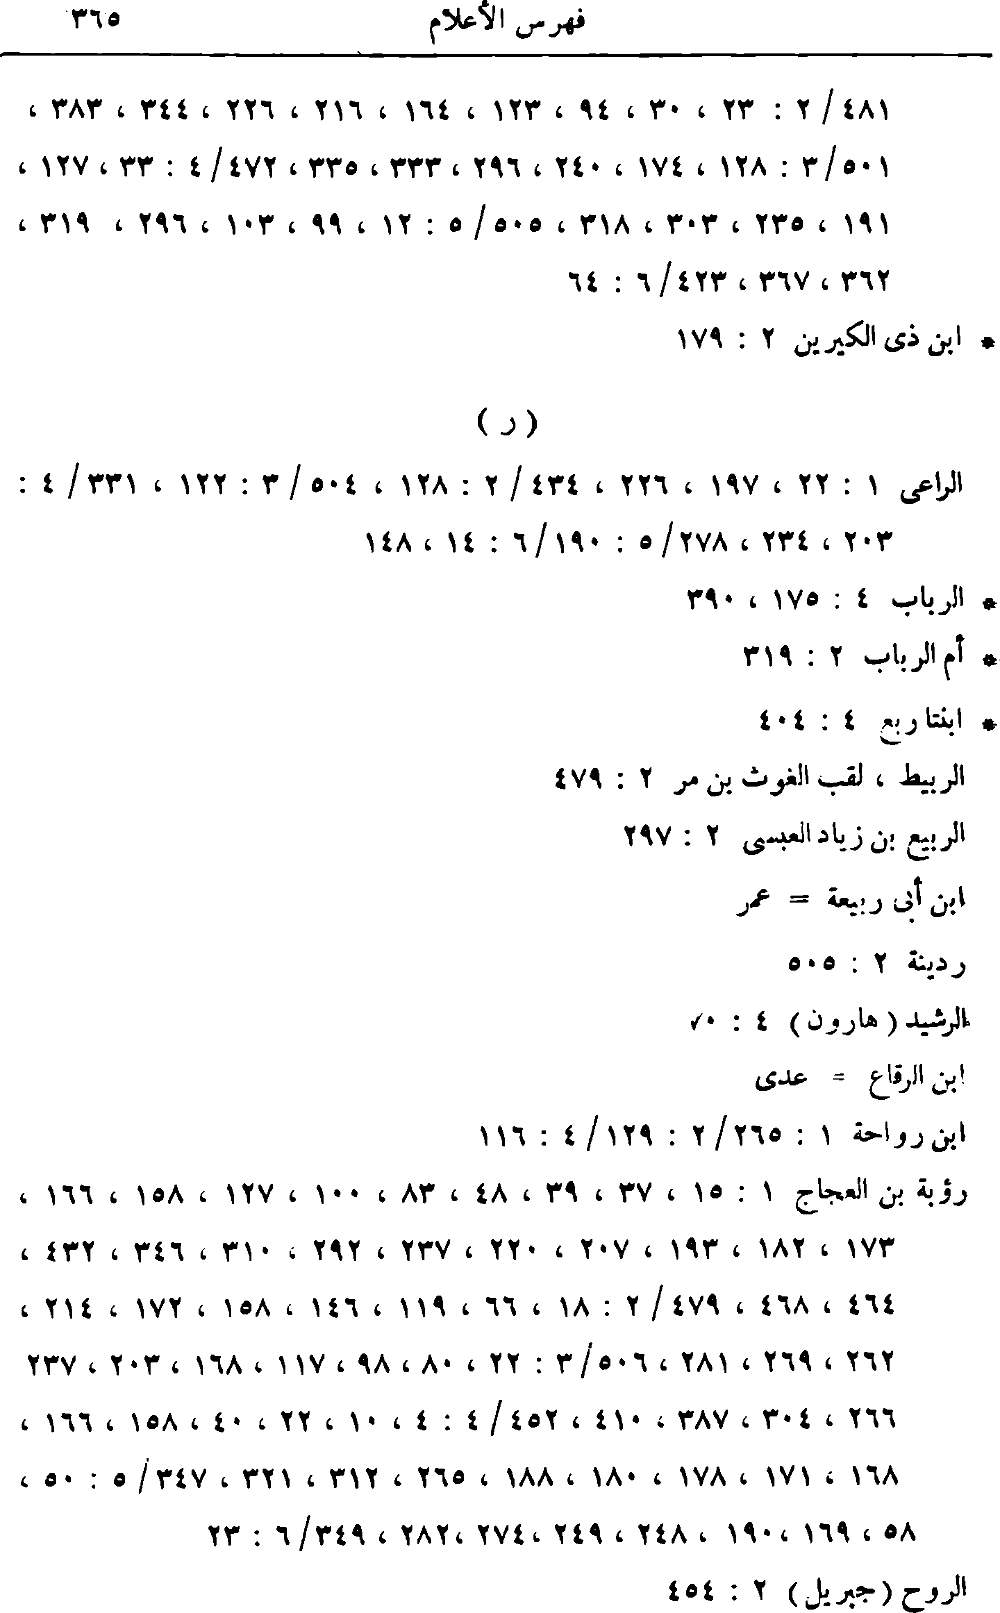 فهرس الأعلام ٣٦٥
٤٨١ / ٢ : ٢٣ ، ٣٠ ، ٩٤ ، ١٢٣ ، ١٦٤ ، ٢١٦ ، ٢٢٦ ، ٣٤٤ ، ٣٨٣ ،
٥٠١ / ٣ : ١٢٨ ، ١٧٤ ، ٢٤٠ ، ٢٩٦ ، ٣٣٣ ، ٣٣٥ ، ٤٧٢ / ٤ : ٣٣ ، ١٢٧ ،
١٩١ ، ٢٣٥ ، ٣٠٣ ، ٣١٨ ، ٥٠٥ / ٥ : ١٢ ، ٩٩ ، ١٠٣ ، ٢٩٦ ، ٣١٩ ،
٣٦٢ ، ٣٦٧ ، ٤٢٣ / ٦ : ٦٤
* ابن ذى الكيرين ٢ : ١٧٩
( ر )
الراعى ١ : ٢٢ ، ١٩٧ ، ٢٢٦ ، ٤٣٤ / ٢ : ١٢٨ ، ٥٠٤ / ٣ : ١٢٢ ، ٣٣١ / ٤ :
٢٠٣ ، ٢٣٤ ، ٢٧٨ / ٥ : ١٩٠ / ٦ : ١٤ ، ١٤٨
* الرباب ٤ : ١٧٥ ، ٣٩٠
* أم الرباب ٢ : ٣١٩
* ابنتا ربع ٤ : ٤٠٤
الربيط ، لقب الغوث بن مر ٢ : ٤٧٩
الربيع بن زياد العبسى ٢ : ٢٩٧
ابن أبى ربيعة = عمر
ردينة ٢ : ٥٠٥
الرشيد ( هارون ) ٤ : ٧٠
ابن الرقاع = عدى
ابن رواحة ١ : ٢٦٥ / ٢ : ١٢٩ / ٤ : ١١٦
رؤبة بن العجاج ١ : ١٥ ، ٣٧ ، ٣٩ ، ٤٨ ، ٨٣ ، ١٠٠ ، ١٢٧ ، ١٥٨ ، ١٦٦ ،
١٧٣ ، ١٨٢ ، ١٩٣ ، ٢٠٧ ، ٢٢٠ ، ٢٣٧ ، ٢٩٢ ، ٣١٠ ، ٣٤٦ ، ٤٣٢ ،
٤٦٤ ، ٤٦٨ ، ٤٧٩ / ٢ : ١٨ ، ٦٦ ، ١١٩ ، ١٤٦ ، ١٥٨ ، ١٧٢ ، ٢١٤ ،
٢٦٢ ، ٢٦٩ ، ٢٨١ ، ٥٠٦ / ٣ : ٢٢ ، ٨٠ ، ٩٨ ، ١١٧ ، ١٦٨ ، ٢٠٣ ، ٢٣٧
٢٦٦ ، ٣٠٤ ، ٣٨٧ ، ٤١٠ ، ٤٥٢ / ٤ : ٤ ، ١٠ ، ٢٢ ، ٤٠ ، ١٥٨ ، ١٦٦ ،
١٦٨ ، ١٧١ ، ١٧٨ ، ١٨٠ ، ١٨٨ ، ٢٦٥ ، ٣١٢ ، ٣٢١ ، ٣٤٧ / ٥ : ٥٠ ،
٥٨ ، ١٦٩ ، ١٩٠ ، ٢٤٨ ، ٢٤٩ ، ٢٧٤ ، ٢٨٢ ، ٣٤٩ / ٦ : ٢٣
الروح ( جبريل ) ٢ : ٤٥٤